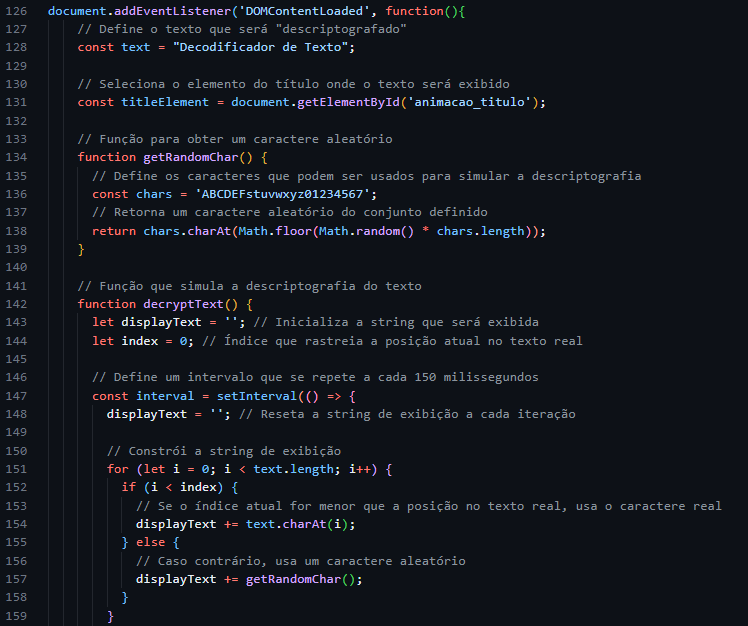 126 document.addEventListener('DOMContentLoaded', function(){
127 // Define o texto que será "descriptografado"
128 const text = "Decodificador de Texto";
129
130 // Seleciona o elemento do título onde o texto será exibido
131 const titleElement = document.getElementById('animacao_titulo');
132
133 // Função para obter um caractere aleatório
134 function getRandomChar() {
135 // Define os caracteres que podem ser usados para simular a descriptografia
136 const chars = 'ABCDEFstuvwxyz01234567';
137 // Retorna um caractere aleatório do conjunto definido
138 return chars.charAt(Math.floor(Math.random() * chars.length));
139 }
140
141 // Função que simula a descriptografia do texto
142 function decryptText() {
143 let displayText = ''; // Inicializa a string que será exibida
144 let index = 0; // Índice que rastreia a posição atual no texto real
145
146 // Define um intervalo que se repete a cada 150 milissegundos
147 const interval = setInterval(() => {
148 displayText = ''; // Reseta a string de exibição a cada iteração
149
150 // Constrói a string de exibição
151 for (let i = 0; i < text.length; i++) {
152 if (i < index) {
153 // Se o índice atual for menor que a posição no texto real, usa o caractere real
154 displayText += text.charAt(i);
155 } else {
156 // Caso contrário, usa um caractere aleatório
157 displayText += getRandomChar();
158 }
159 }